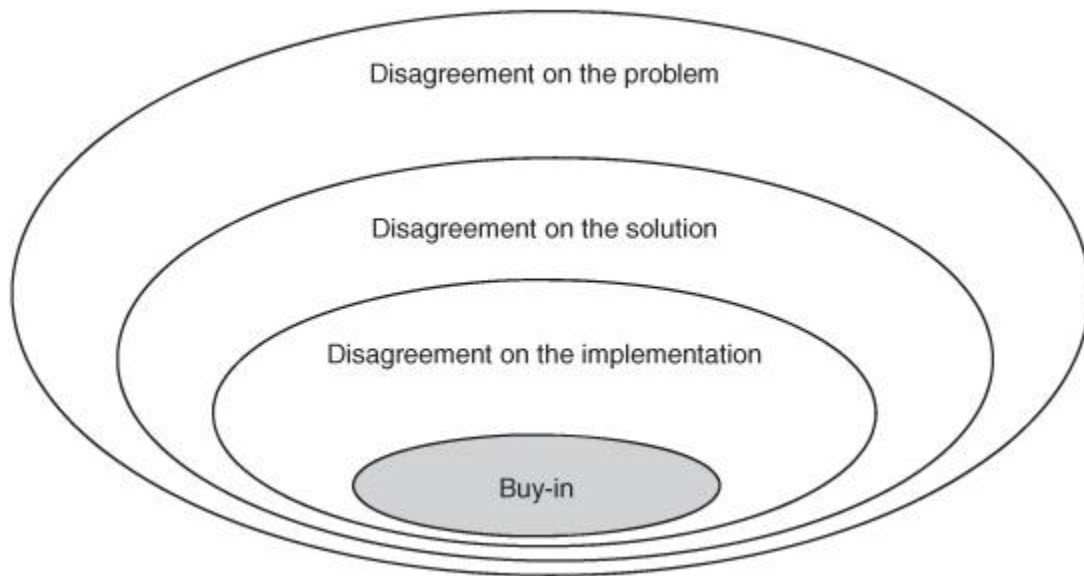 Disagreement on the problem
Disagreement on the solution
Disagreement on the implementation
Buy-in